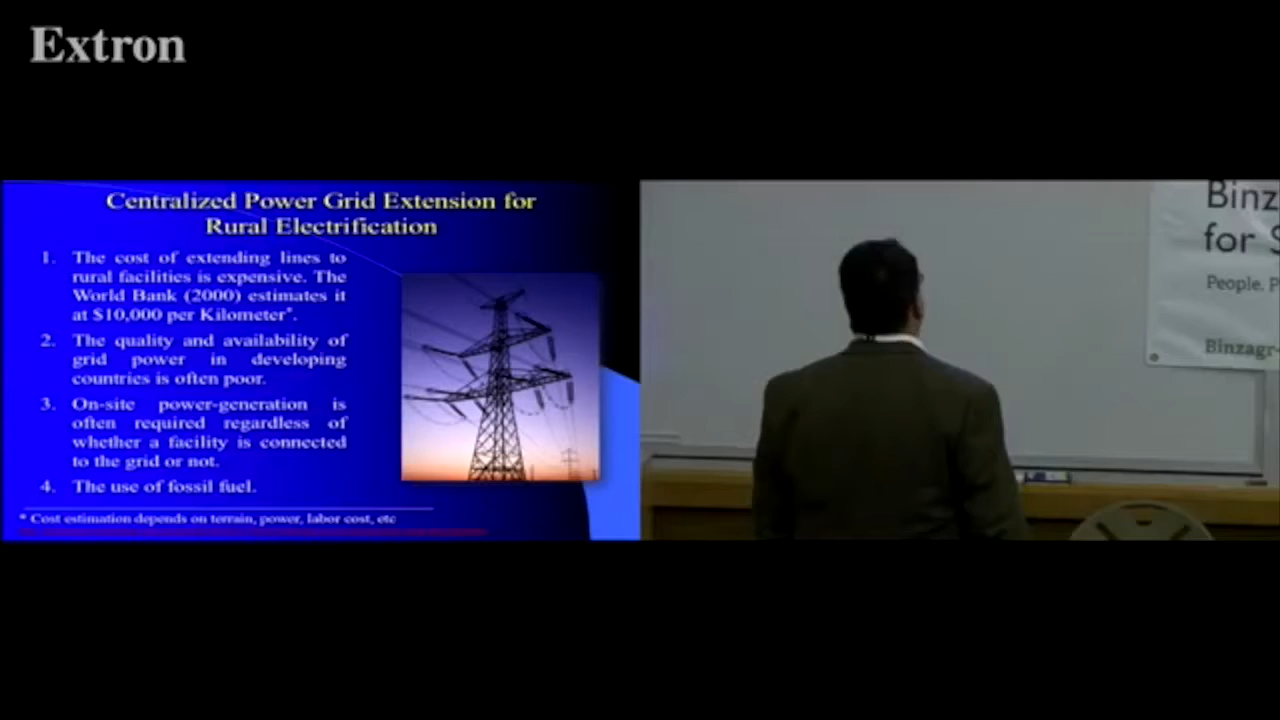 Extron
Centralized Power Grid Extension for
Rural Electrification
1. The cost of extending lines to
rural facilities is expensive. The
World Bank (2000) estimates it
at $10,000 per Kilometer*.
2. The quality and availability of
grid power in developing
countries is often poor.
3. On-site power-generation is
often required regardless of
whether a facility is connected
to the grid or not.
4. The use of fossil fuel.
* Cost estimation depends on terrain, power, labor cost, etc
Binz
for S
People, P
Binzagr